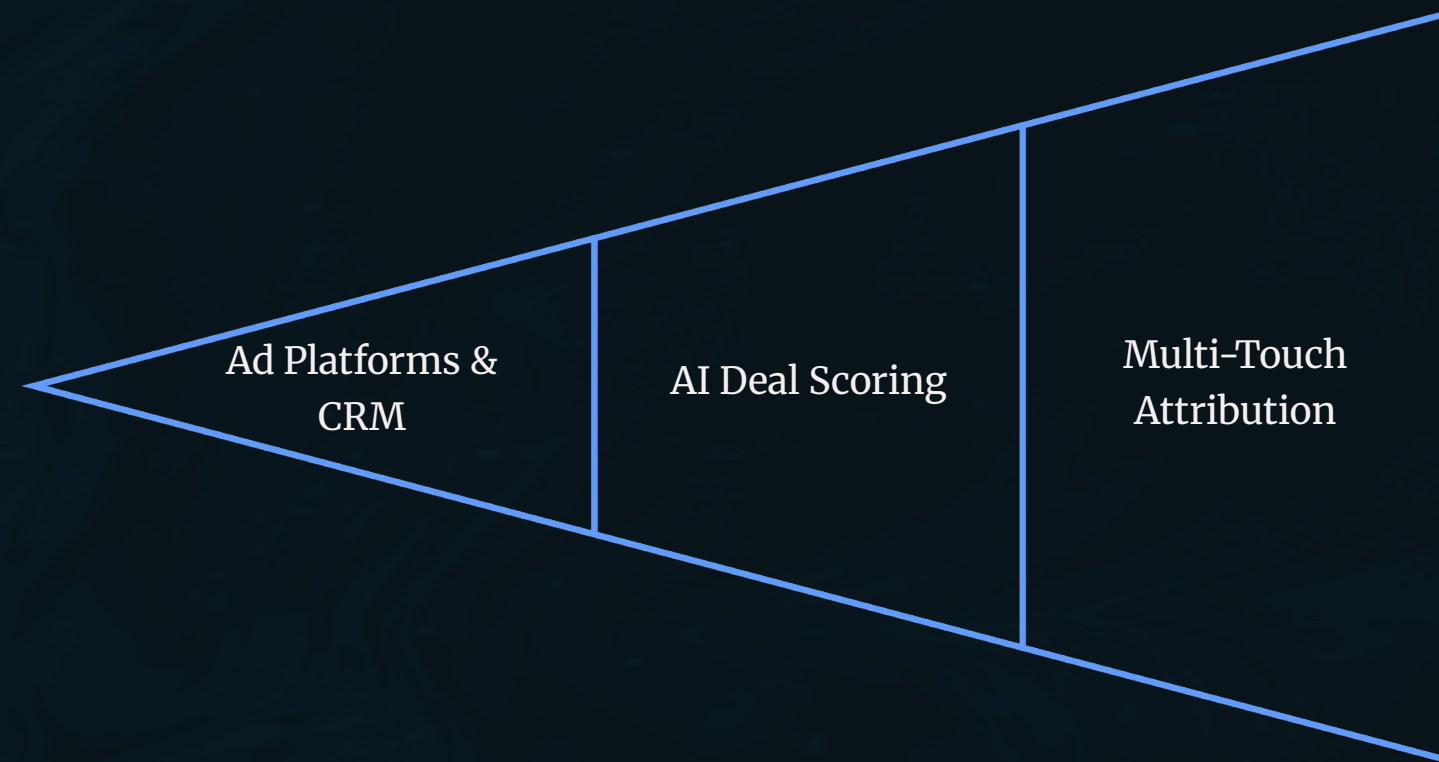 Ad Platforms &
CRM
AI Deal Scoring
Multi-Touch
Attribution